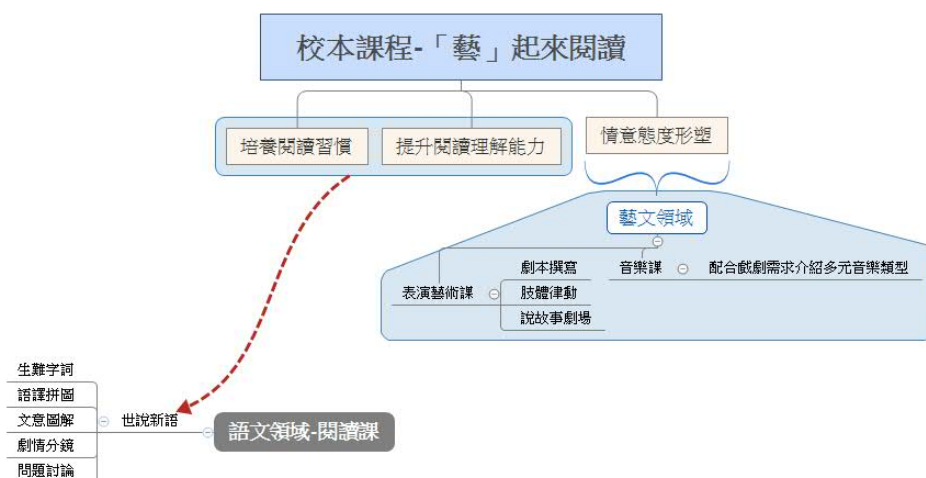 校本課程-「藝」起來閱讀
培養閱讀習慣
提升閱讀理解能力
情意態度形塑
藝文領域
表演藝術課
劇本撰寫
肢體律動
說故事劇場
音樂課
配合戲劇需求介紹多元音樂類型
生難字詞
語譯拼圖
文意圖解
劇情分鏡
問題討論
世說新語
語文領域-閱讀課